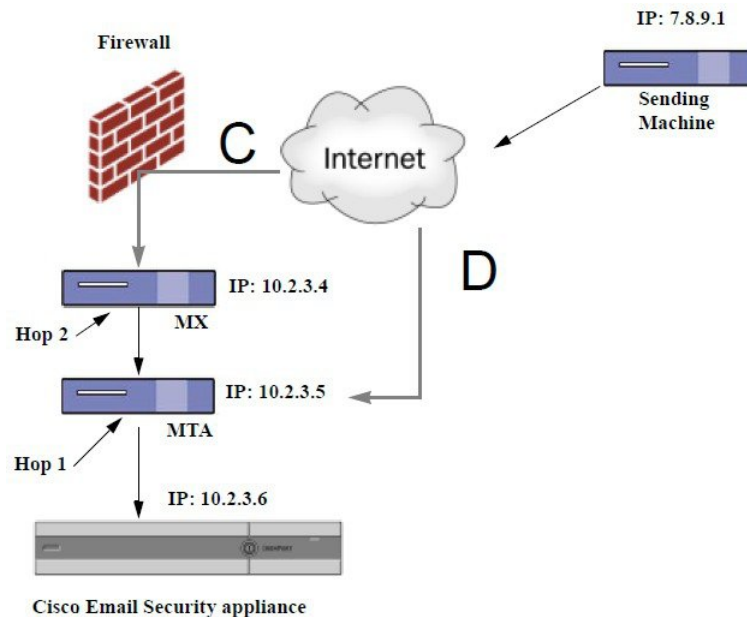 IP: 7.8.9.1
Firewall
Sending
Machine
C
Internet
D
IP: 10.2.3.4
MX
Hop 2
IP: 10.2.3.5
MTA
Hop 1
IP: 10.2.3.6
IRONPORT
Cisco Email Security appliance